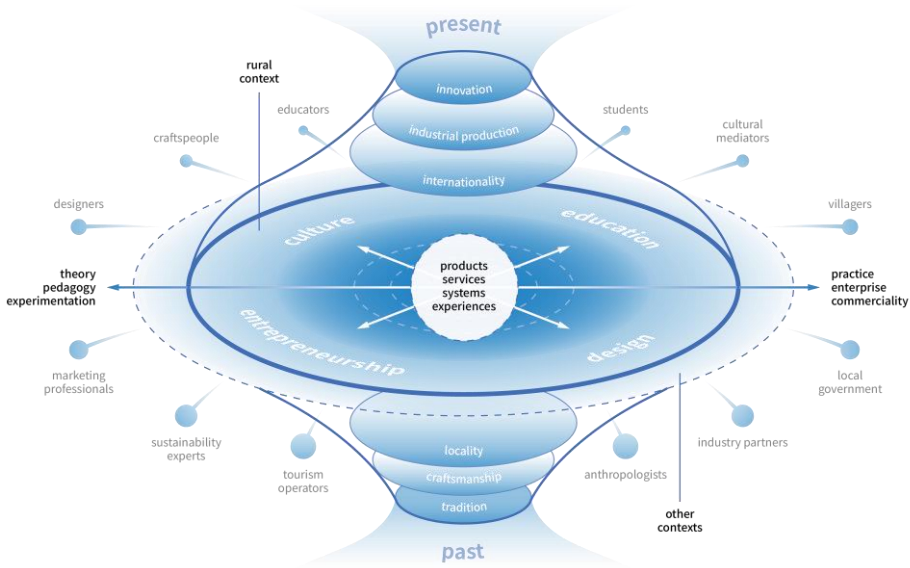 present
rural
context
innovation
educators
students
industrial production
craftspeople
cultural
mediators
internationality
designers
villagers
culture
education
theory
pedagogy
experimentation
products
services
systems
experiences
practice
enterprise
commerciality
entrepreneurship
design
marketing
professionals
local
government
sustainability
experts
locality
industry partners
tourism
operators
craftsmanship
anthropologists
tradition
other
contexts
past